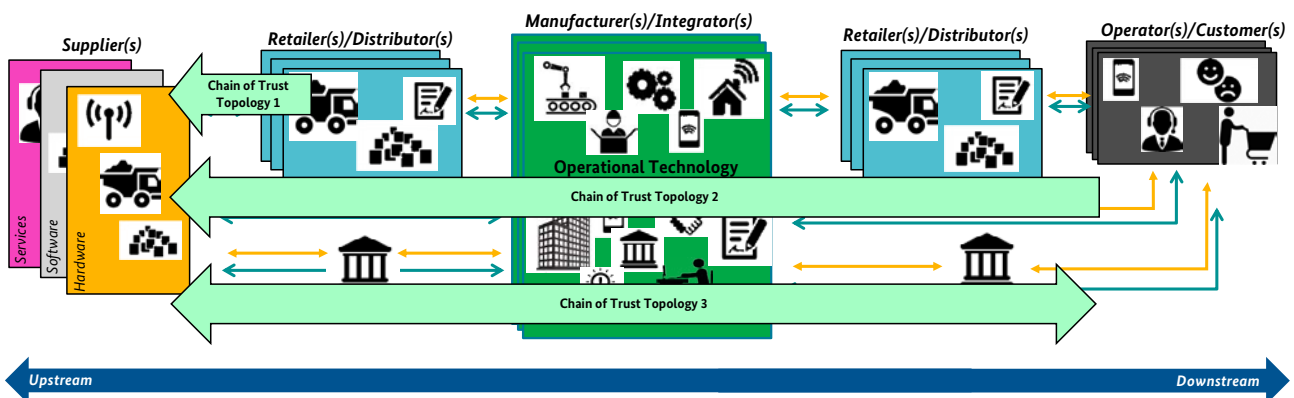 Supplier(s)
Retailer(s)/Distributor(s)
Manufacturer(s)/Integrator(s)
Retailer(s)/Distributor(s)
Operator(s)/Customer(s)
Chain of Trust
Topology 1
Operational Technology
Chain of Trust Topology 2
Services
Software
Hardware
Chain of Trust Topology 3
Upstream
Downstream